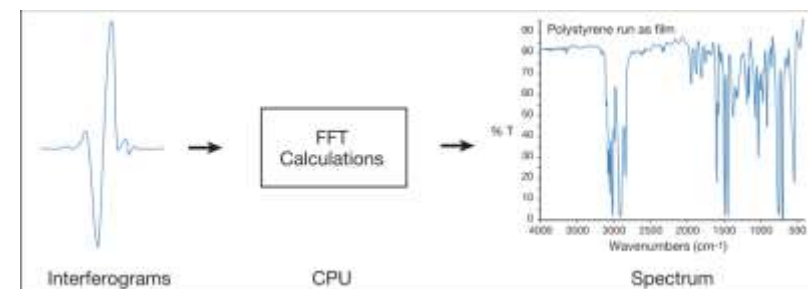 Polystyrene run as film
90
80
70
60
50
40
30
20
10
0
% T
4000 3500 3000 2500 2000 1500 1000 500
Wavenumbers (cm-1)
FFT
Calculations
Interferograms
CPU
Spectrum